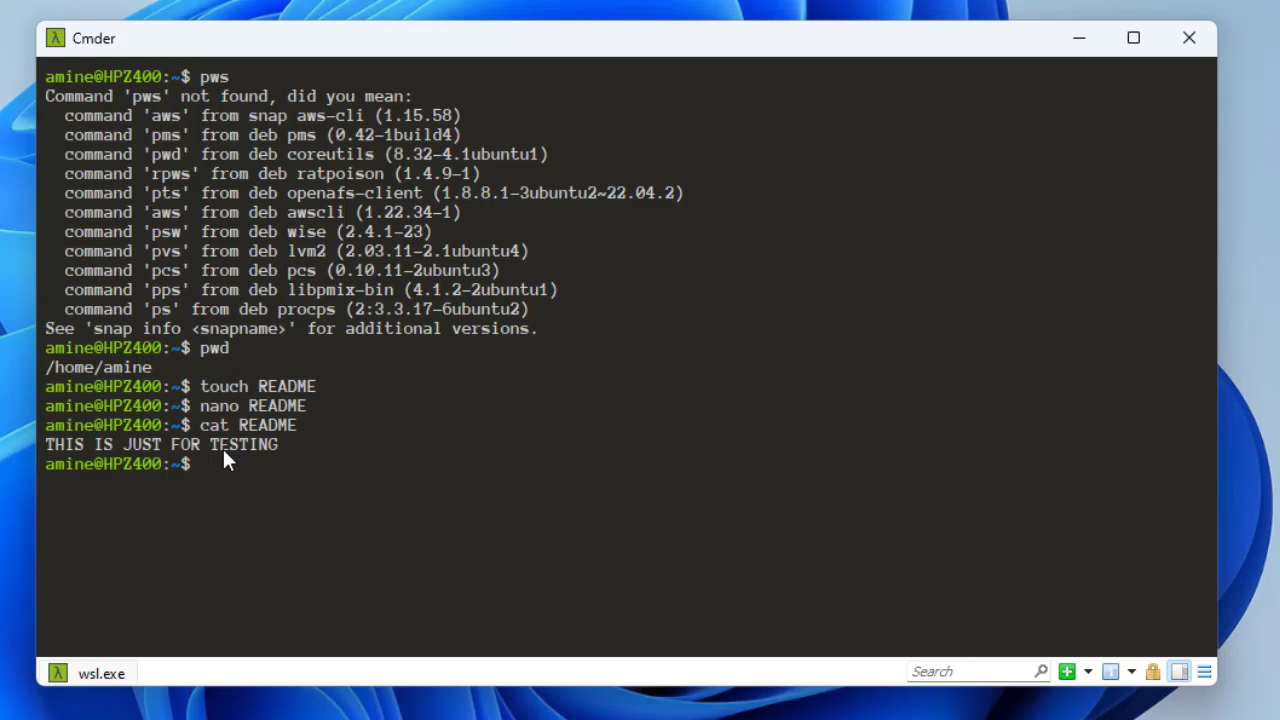 Cmder
amine@HPZ400:~$ pws
Command 'pws' not found, did you mean:
  command 'aws' from snap aws-cli (1.15.58)
  command 'pms' from deb pms (0.42-1build4)
  command 'pwd' from deb coreutils (8.32-4.1ubuntu1)
  command 'rpws' from deb ratpoison (1.4.9-1)
  command 'pts' from deb openafs-client (1.8.8.1-3ubuntu2~22.04.2)
  command 'aws' from deb awscli (1.22.34-1)
  command 'psw' from deb wise (2.4.1-23)
  command 'pvs' from deb lvm2 (2.03.11-2.1ubuntu4)
  command 'pcs' from deb pcs (0.10.11-2ubuntu3)
  command 'pps' from deb libpmix-bin (4.1.2-2ubuntu1)
  command 'ps' from deb procps (2:3.3.17-6ubuntu2)
See 'snap info <snapname>' for additional versions.
amine@HPZ400:~$ pwd
/home/amine
amine@HPZ400:~$ touch README
amine@HPZ400:~$ nano README
amine@HPZ400:~$ cat README
THIS IS JUST FOR TESTING
amine@HPZ400:~$
wsl.exe
Search